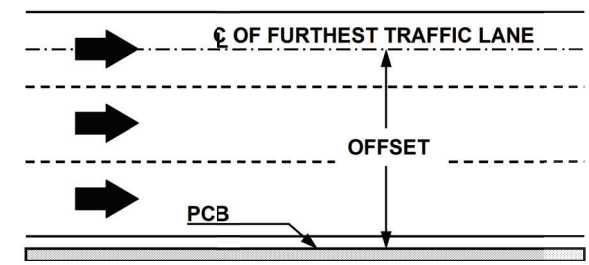 ℄ OF FURTHEST TRAFFIC LANE
OFFSET
PCB